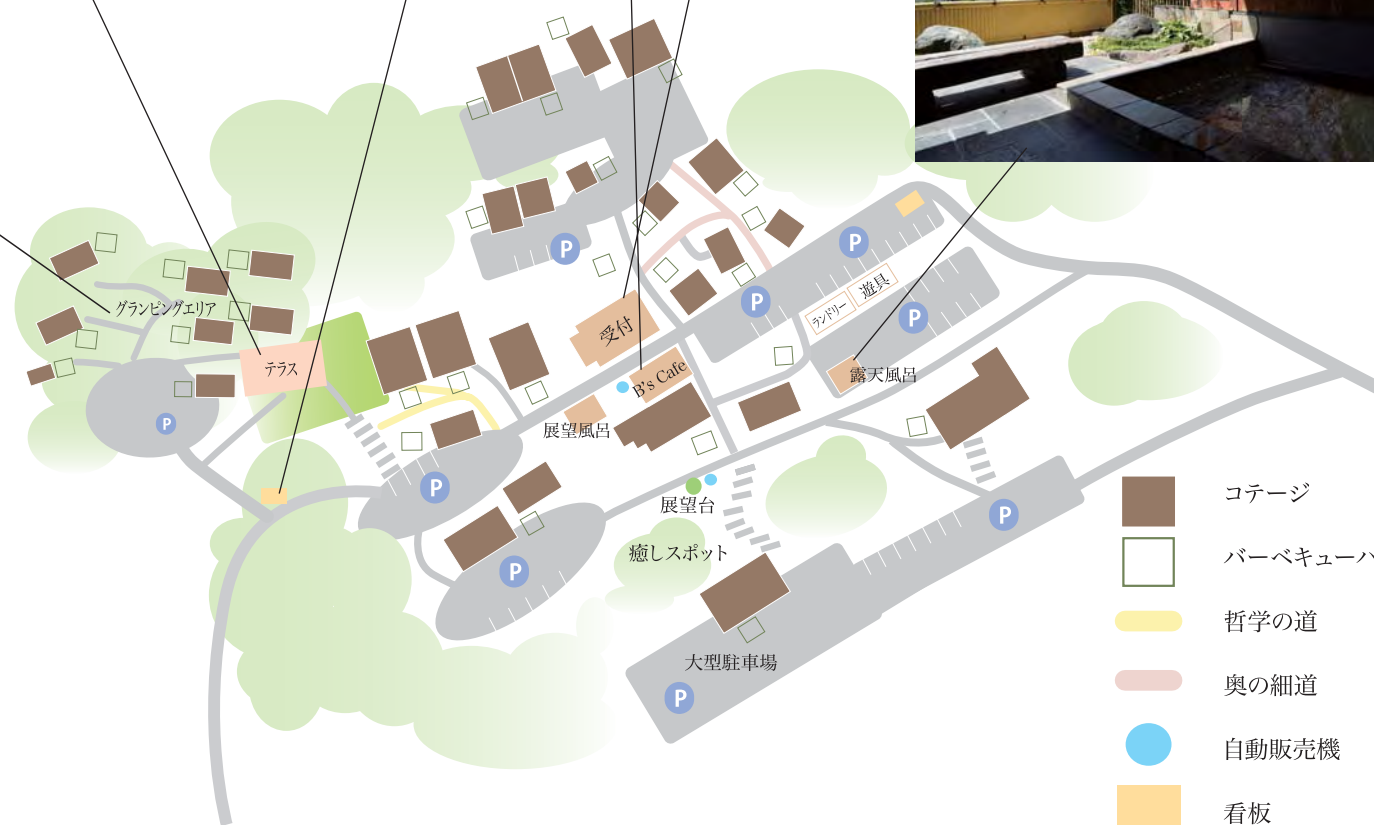 P
P
P
グランピングエリア
遊具
ランドリー
P
受付
テラス
B's Cafe
露天風呂
P
展望風呂
P
展望台
コテージ
P
癒しスポット
バーベキューハ
P
哲学の道
大型駐車場
奥の細道
P
自動販売機
看板